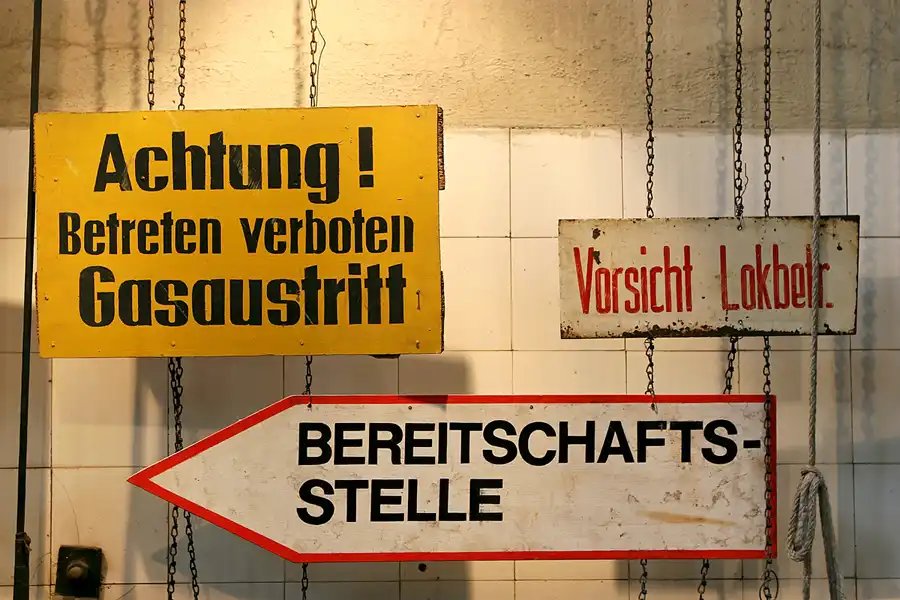 Achtung!
Betreten verboten
Gasaustritt
Vorsicht Lokbetr.
BEREITSCHAFTS-
STELLE